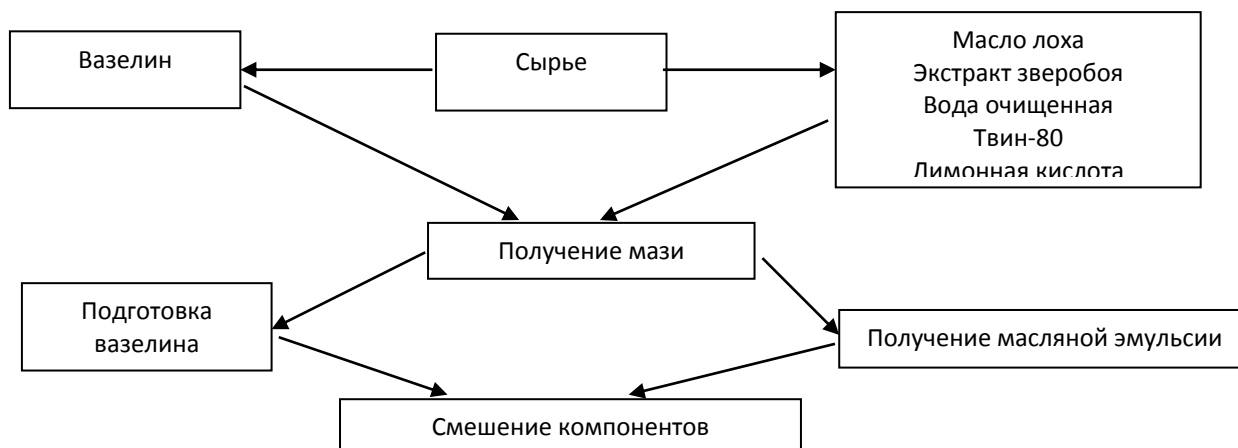 Вазелин
Сырье
Масло лоха
Экстракт зверобоя
Вода очищенная
Твин-80
Лимонная кислота
Получение мази
Подготовка
вазелина
Получение масляной эмульсии
Смешение компонентов